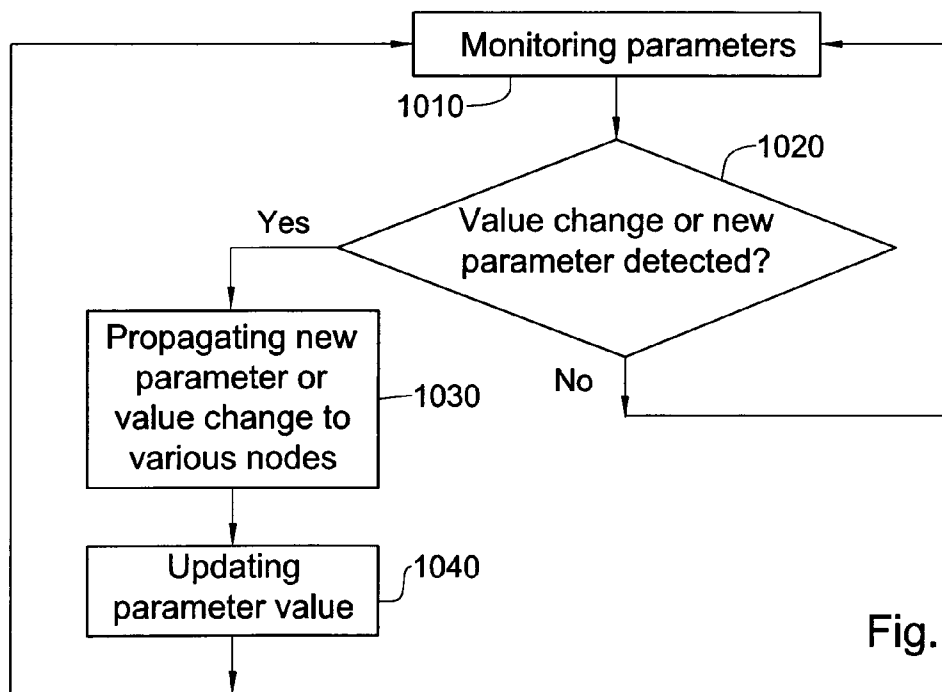 Monitoring parameters
1010
1020
Value change or new
parameter detected?
Yes
No
Propagating new
parameter or
value change to
various nodes
1030
Updating
parameter value
1040
Fig.